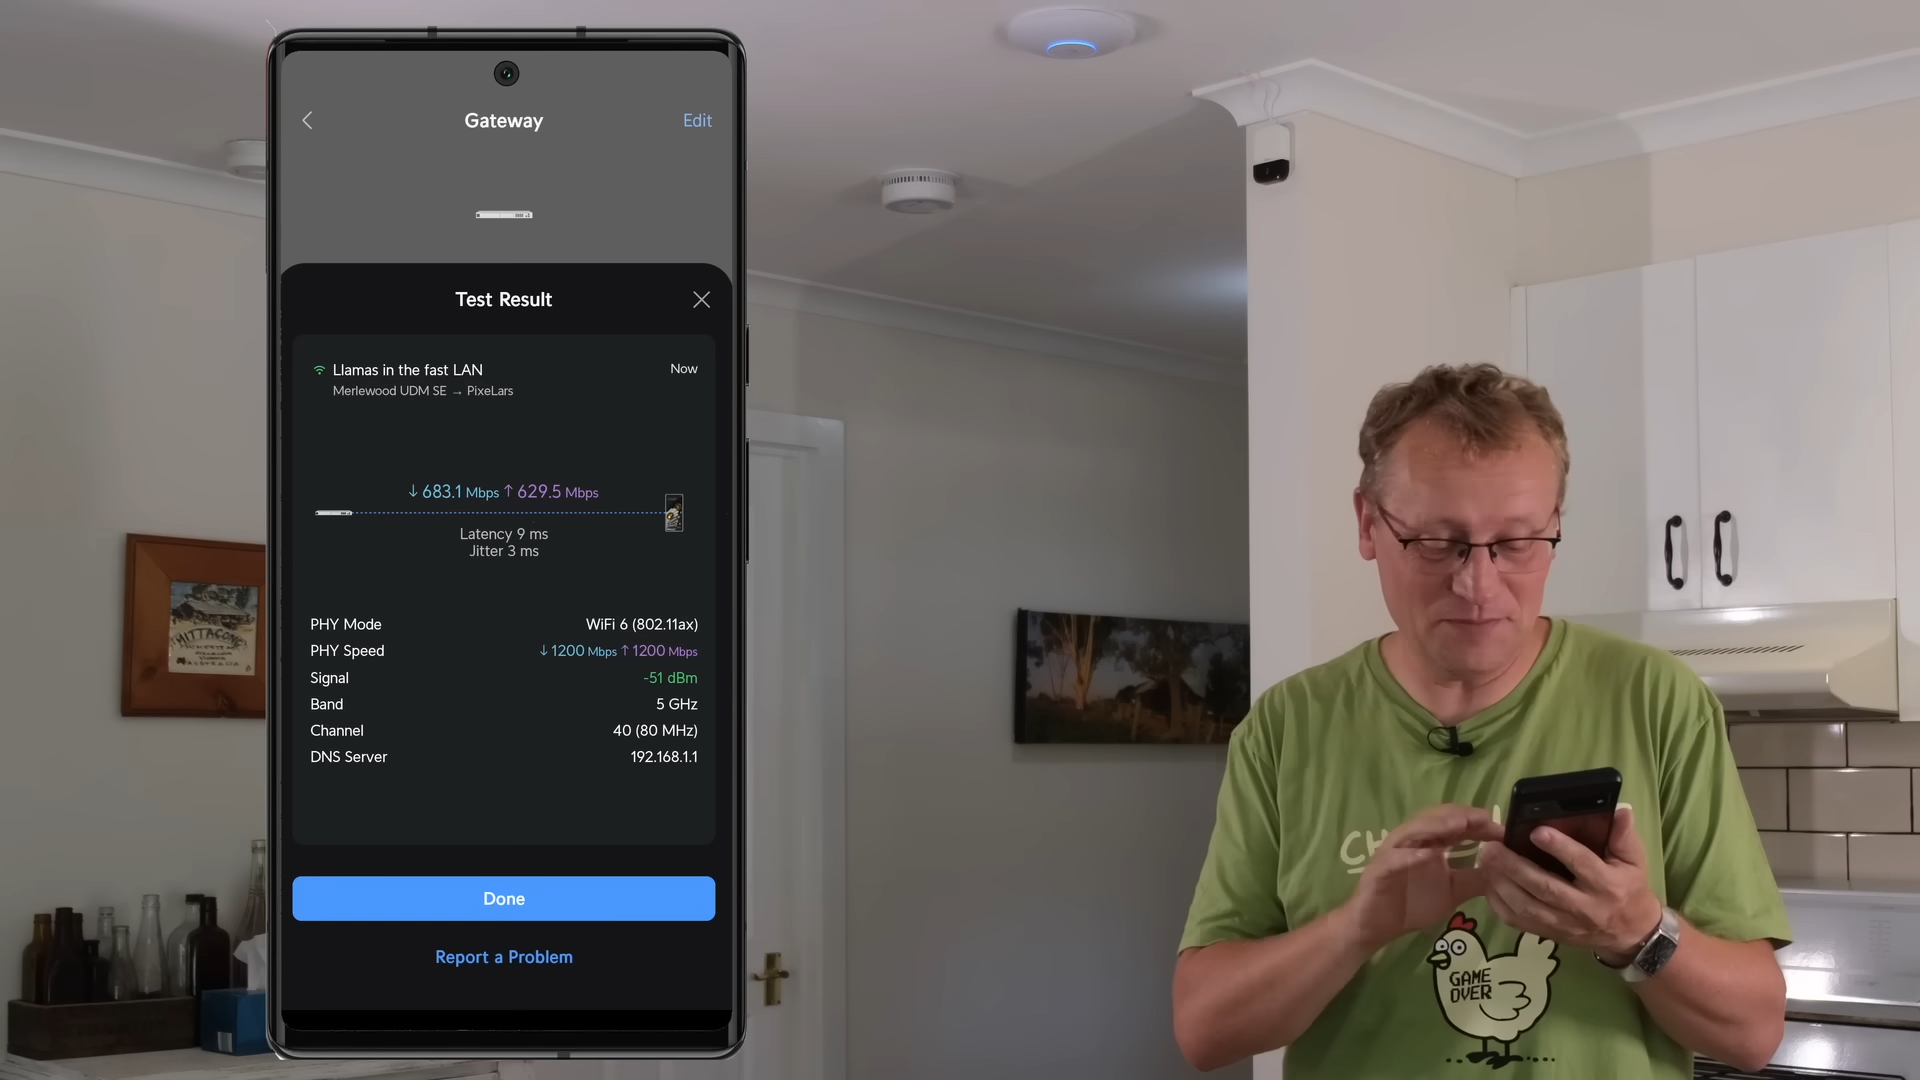 Gateway
Edit
Test Result
Llamas in the fast LAN
Now
Merlewood UDM SE → PixeLars
↓ 683.1 Mbps ↑ 629.5 Mbps
Latency 9 ms
Jitter 3 ms
PHY Mode
WiFi 6 (802.11ax)
PHY Speed
↓ 1200 Mbps ↑ 1200 Mbps
Signal
-51 dBm
Band
5 GHz
Channel
40 (80 MHz)
DNS Server
192.168.1.1
Done
Report a Problem
MITTAGONG
GAME
OVER